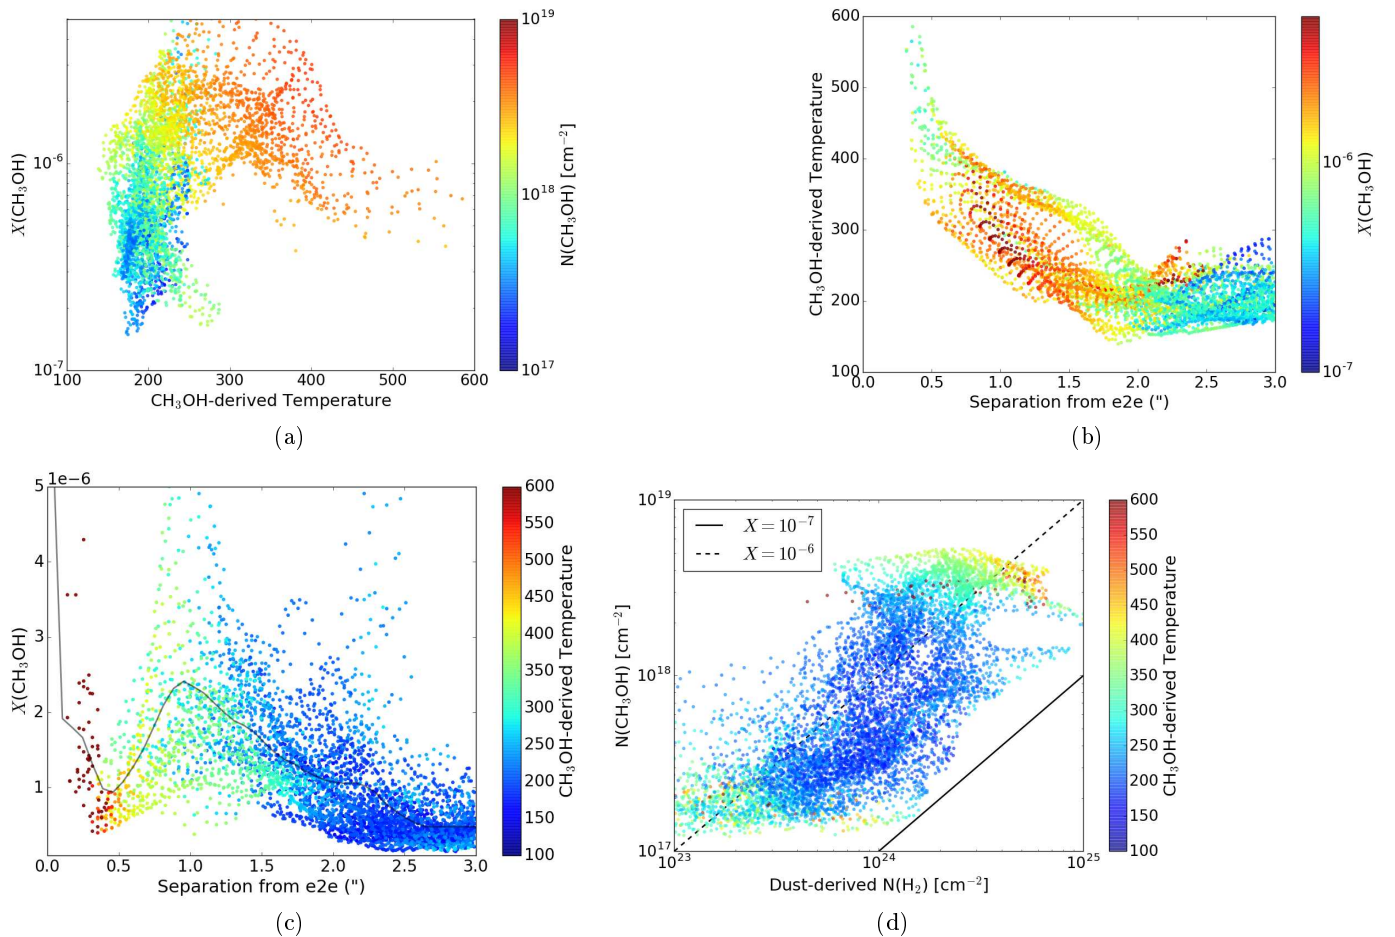 10^19
10^18
10^17
N(CH₃OH) [cm⁻²]
X(CH₃OH)
10^-6
10^-7
100 200 300 400 500 600
CH₃OH-derived Temperature
(a)
600
500
400
300
200
100
CH₃OH-derived Temperature
0.0 0.5 1.0 1.5 2.0 2.5 3.0
Separation from e2e (")
10^-6
10^-7
X(CH₃OH)
(b)
1e-6
5
4
3
2
1
X(CH₃OH)
0.0 0.5 1.0 1.5 2.0 2.5 3.0
Separation from e2e (")
600
550
500
450
400
350
300
250
200
150
100
CH₃OH-derived Temperature
(c)
X = 10^-7
X = 10^-6
10^19
10^18
10^17
N(CH₃OH) [cm⁻²]
10^23 10^24 10^25
Dust-derived N(H₂) [cm⁻²]
600
550
500
450
400
350
300
250
200
150
100
CH₃OH-derived Temperature
(d)